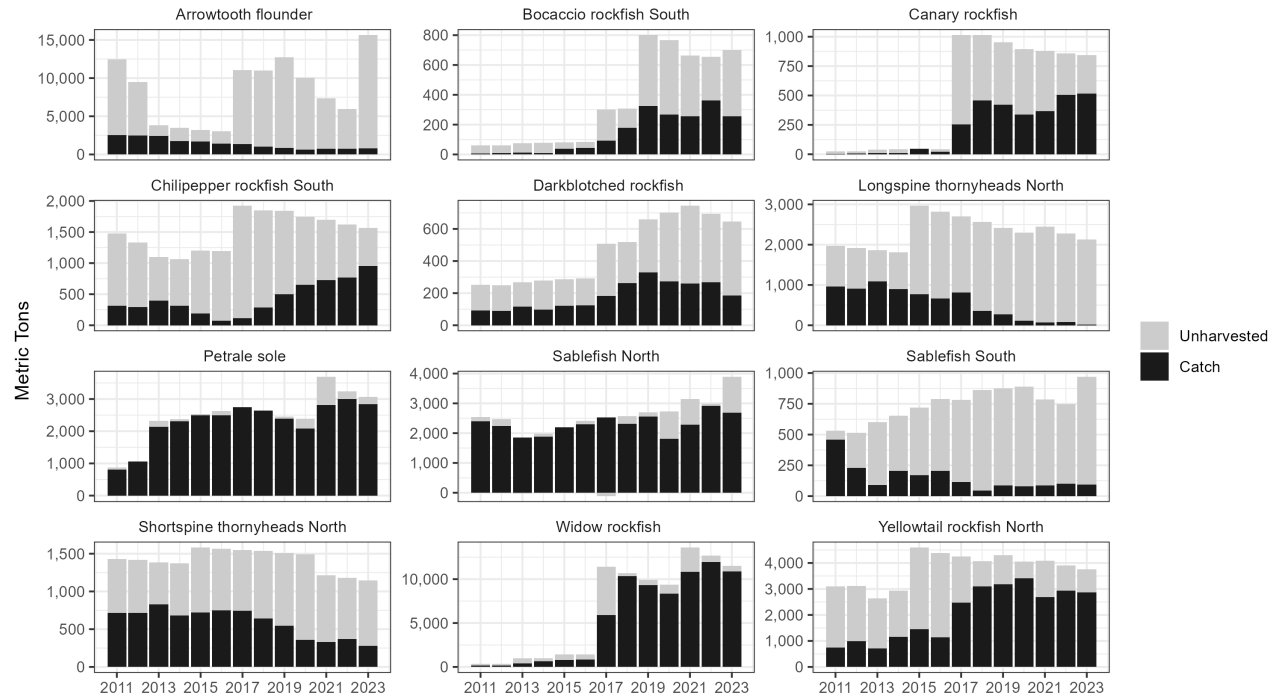 Arrowtooth flounder
Bocaccio rockfish South
Canary rockfish
15,000
10,000
5,000
0
800
600
400
200
0
1,000
750
500
250
0
Chilipepper rockfish South
Darkblotched rockfish
Longspine thornyheads North
2,000
1,500
1,000
500
0
600
400
200
0
3,000
2,000
1,000
0
Metric Tons
Petrale sole
Sablefish North
Sablefish South
3,000
2,000
1,000
0
4,000
3,000
2,000
1,000
0
1,000
750
500
250
0
Shortspine thornyheads North
Widow rockfish
Yellowtail rockfish North
1,500
1,000
500
0
10,000
5,000
0
4,000
3,000
2,000
1,000
0
2011 2013 2015 2017 2019 2021 2023
2011 2013 2015 2017 2019 2021 2023
2011 2013 2015 2017 2019 2021 2023
Unharvested
Catch